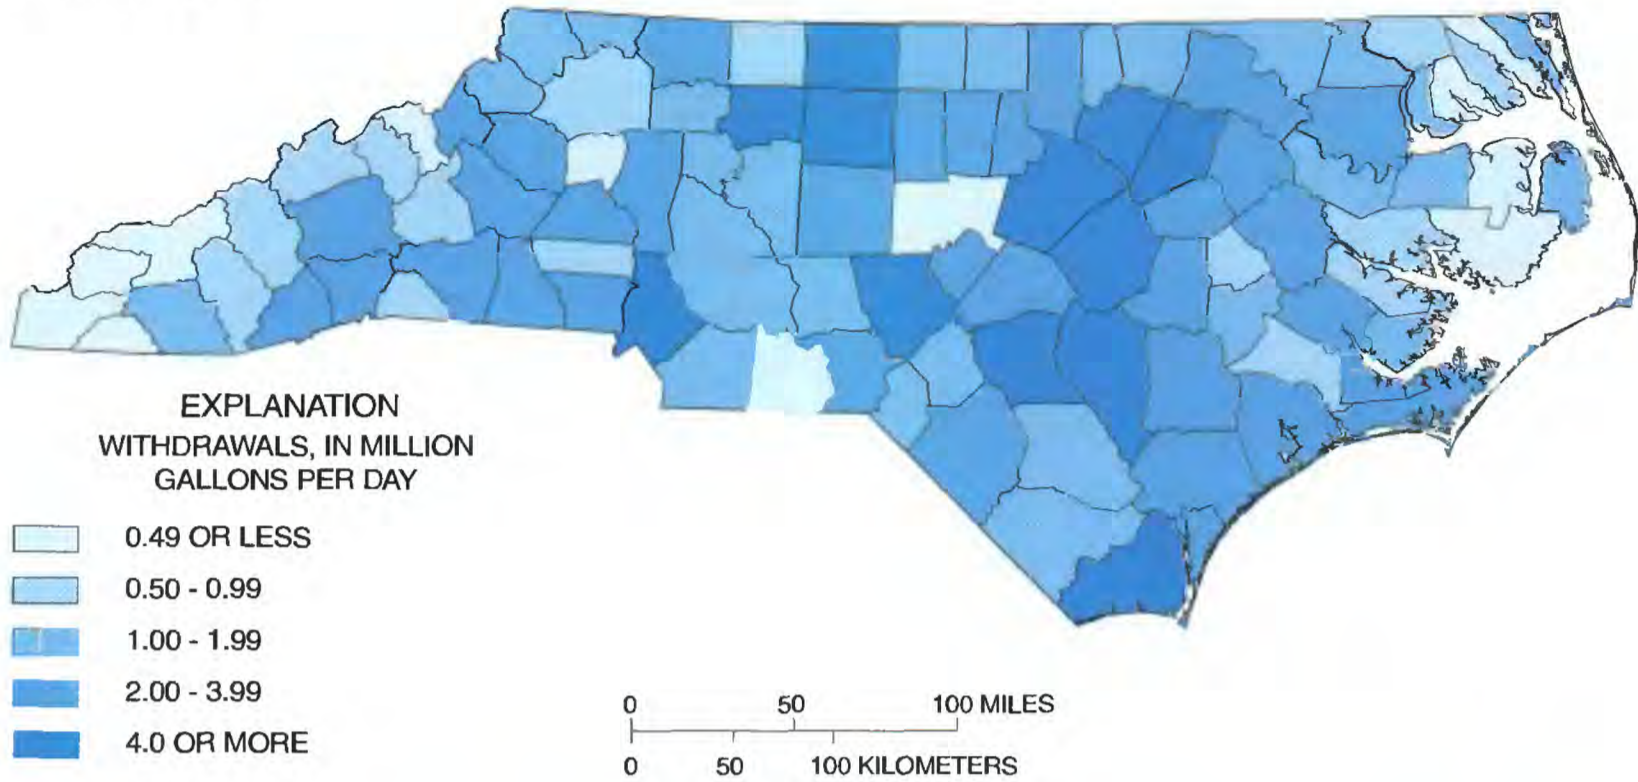 EXPLANATION
WITHDRAWALS, IN MILLION
GALLONS PER DAY
0.49 OR LESS
0.50 - 0.99
1.00 - 1.99
2.00 - 3.99
4.0 OR MORE
0 50 100 MILES
0 50 100 KILOMETERS